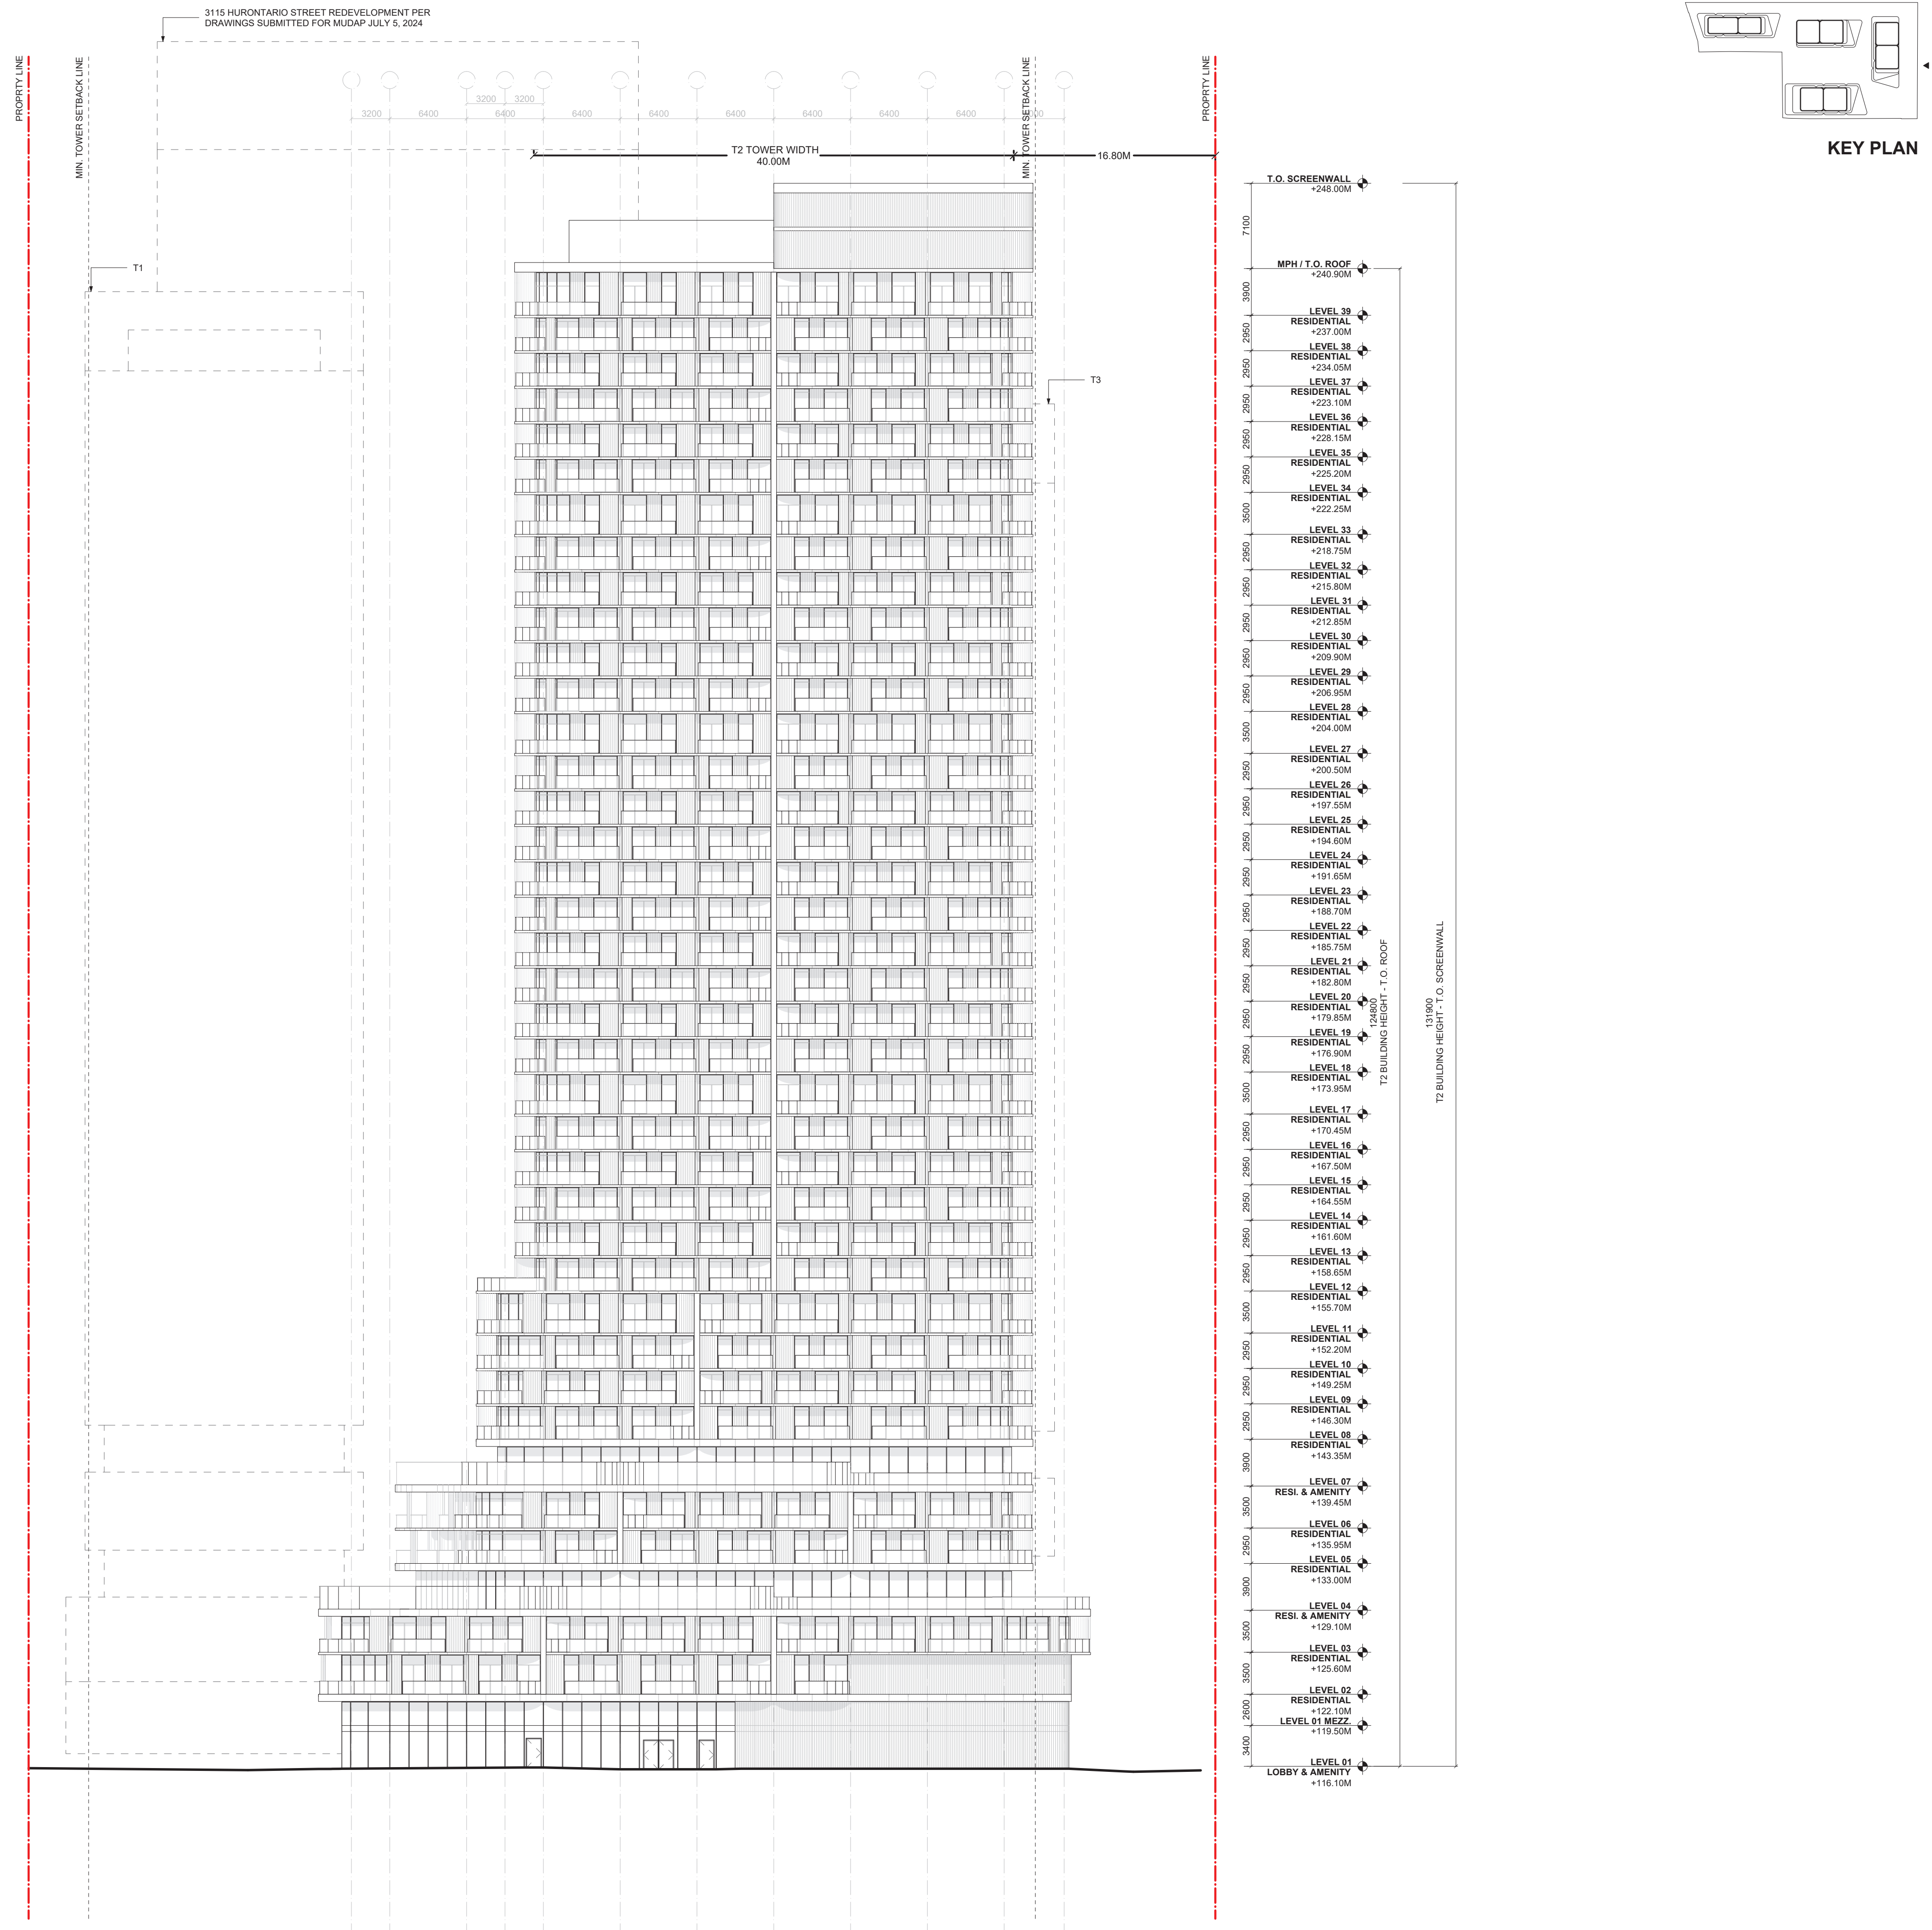 3115 HURONTARIO STREET REDEVELOPMENT PER
DRAWINGS SUBMITTED FOR MUDAP JULY 5, 2024
PROPRTY LINE
MIN. TOWER SETBACK LINE
MIN. TOWER SETBACK LINE
PROPRTY LINE
3200
3200
3200
6400
6400
6400
6400
6400
6400
6400
6400
T2 TOWER WIDTH
40.00M
16.80M
KEY PLAN
T1
T3
T.O. SCREENWALL
+248.00M
7100
MPH / T.O. ROOF
+240.90M
3900
LEVEL 39
RESIDENTIAL
+237.00M
2950
LEVEL 38
RESIDENTIAL
+234.05M
2950
LEVEL 37
RESIDENTIAL
+223.10M
2950
LEVEL 36
RESIDENTIAL
+228.15M
2950
LEVEL 35
RESIDENTIAL
+225.20M
2950
LEVEL 34
RESIDENTIAL
+222.25M
3500
LEVEL 33
RESIDENTIAL
+218.75M
2950
LEVEL 32
RESIDENTIAL
+215.80M
2950
LEVEL 31
RESIDENTIAL
+212.85M
2950
LEVEL 30
RESIDENTIAL
+209.90M
2950
LEVEL 29
RESIDENTIAL
+206.95M
2950
LEVEL 28
RESIDENTIAL
+204.00M
3500
LEVEL 27
RESIDENTIAL
+200.50M
2950
LEVEL 26
RESIDENTIAL
+197.55M
2950
LEVEL 25
RESIDENTIAL
+194.60M
2950
LEVEL 24
RESIDENTIAL
+191.65M
2950
LEVEL 23
RESIDENTIAL
+188.70M
2950
LEVEL 22
RESIDENTIAL
+185.75M
2950
LEVEL 21
RESIDENTIAL
+182.80M
2950
LEVEL 20
RESIDENTIAL
+179.85M
2950
LEVEL 19
RESIDENTIAL
+176.90M
2950
LEVEL 18
RESIDENTIAL
+173.95M
3500
LEVEL 17
RESIDENTIAL
+170.45M
2950
LEVEL 16
RESIDENTIAL
+167.50M
2950
LEVEL 15
RESIDENTIAL
+164.55M
2950
LEVEL 14
RESIDENTIAL
+161.60M
2950
LEVEL 13
RESIDENTIAL
+158.65M
2950
LEVEL 12
RESIDENTIAL
+155.70M
3500
LEVEL 11
RESIDENTIAL
+152.20M
2950
LEVEL 10
RESIDENTIAL
+149.25M
2950
LEVEL 09
RESIDENTIAL
+146.30M
2950
LEVEL 08
RESIDENTIAL
+143.35M
3900
LEVEL 07
RESI. & AMENITY
+139.45M
3500
LEVEL 06
RESIDENTIAL
+135.95M
2950
LEVEL 05
RESIDENTIAL
+133.00M
3900
LEVEL 04
RESI. & AMENITY
+129.10M
3500
LEVEL 03
RESIDENTIAL
+125.60M
3500
LEVEL 02
RESIDENTIAL
+122.10M
2600
LEVEL 01 MEZZ.
+119.50M
3400
LEVEL 01
LOBBY & AMENITY
+116.10M
124800
T2 BUILDING HEIGHT - T.O. ROOF
131900
T2 BUILDING HEIGHT - T.O. SCREENWALL